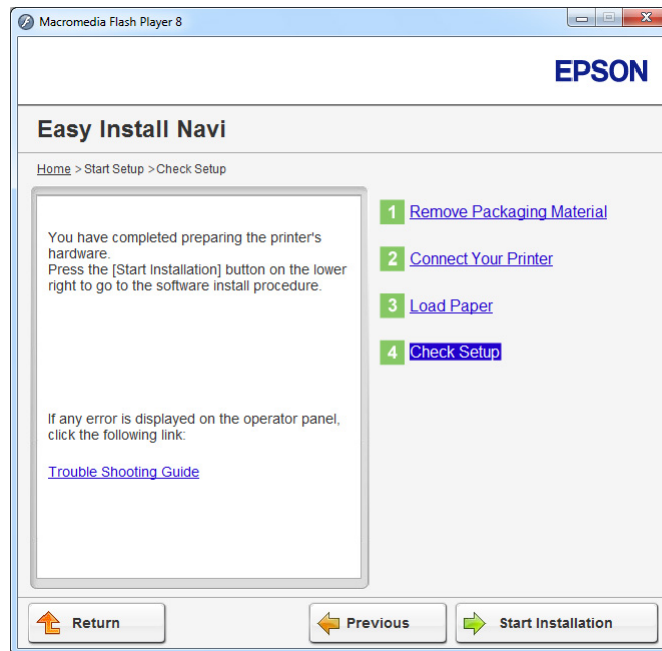 Macromedia Flash Player 8
EPSON
Easy Install Navi
Home > Start Setup >Check Setup
You have completed preparing the printer's
hardware.
Press the [Start Installation] button on the lower
right to go to the software install procedure.
If any error is displayed on the operator panel,
click the following link:
Trouble Shooting Guide
1 Remove Packaging Material
2 Connect Your Printer
3 Load Paper
4 Check Setup
Return
Previous
Start Installation